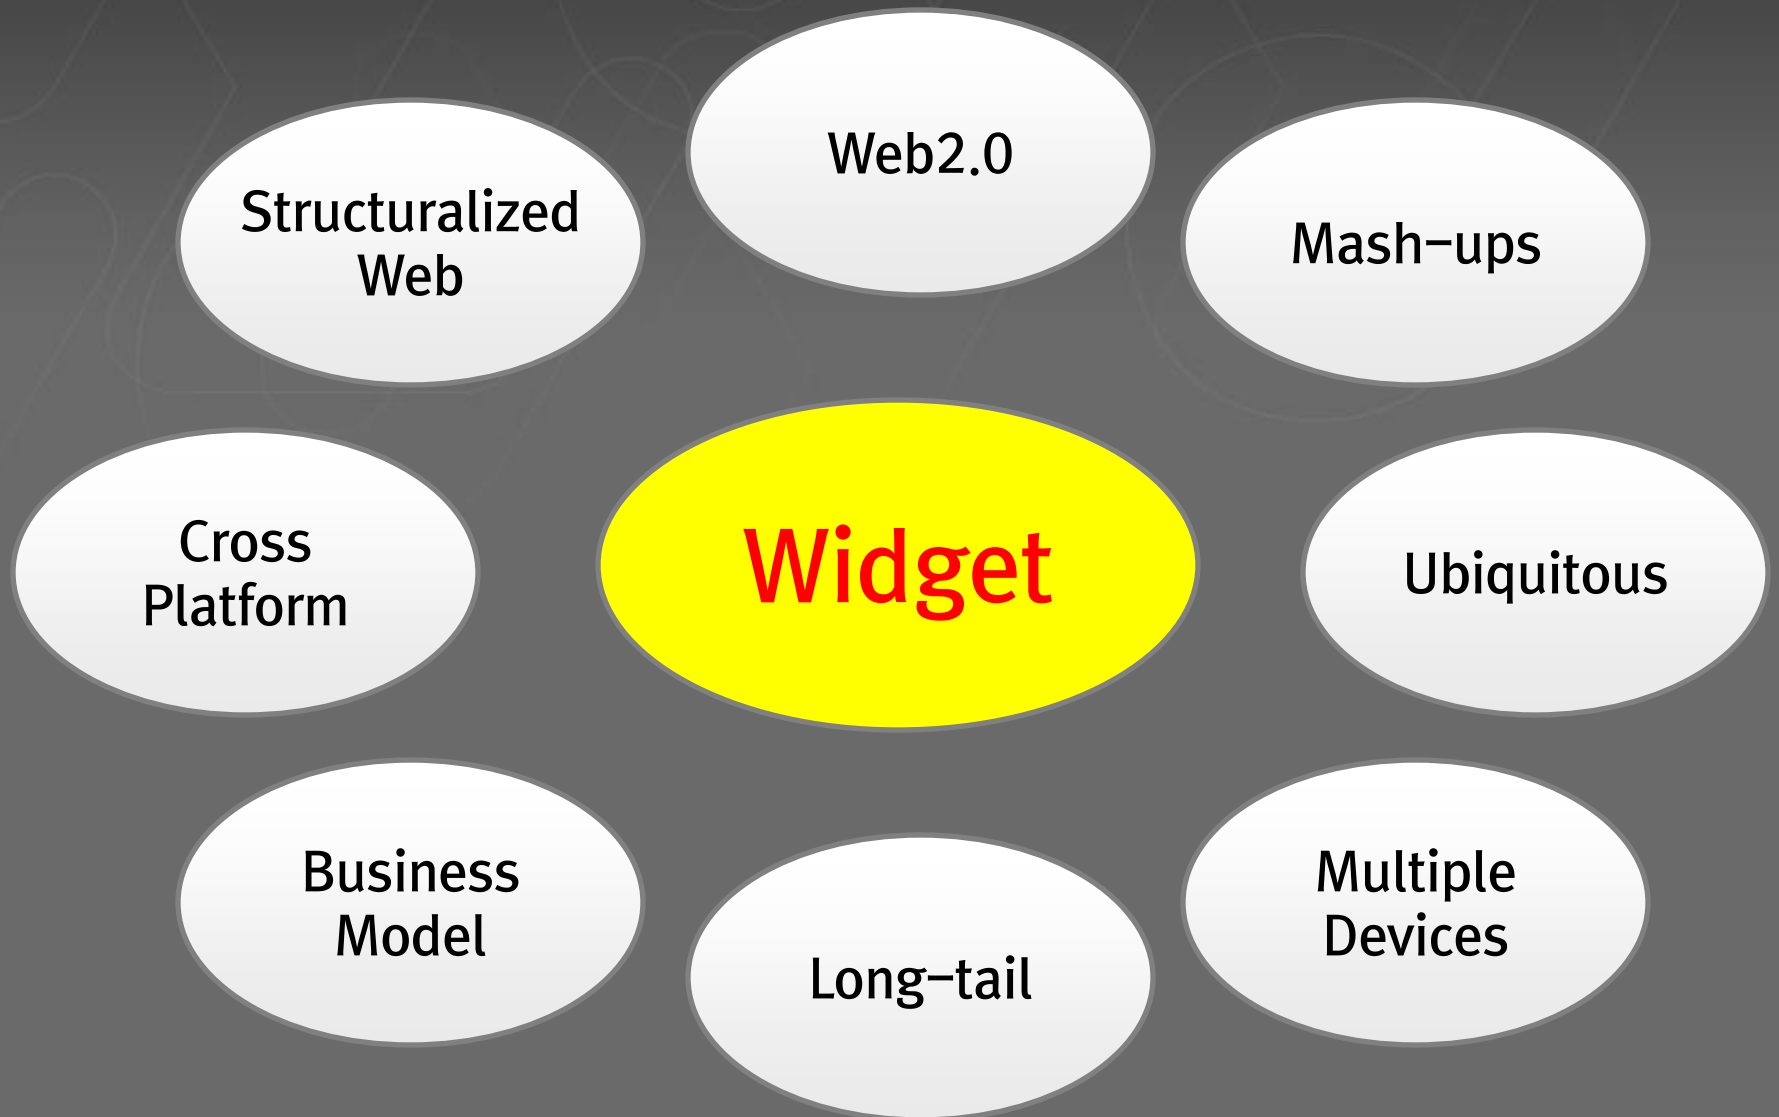 Web2.0
Structuralized
Web
Mash-ups
Cross
Platform
Widget
Ubiquitous
Business
Model
Long-tail
Multiple
Devices